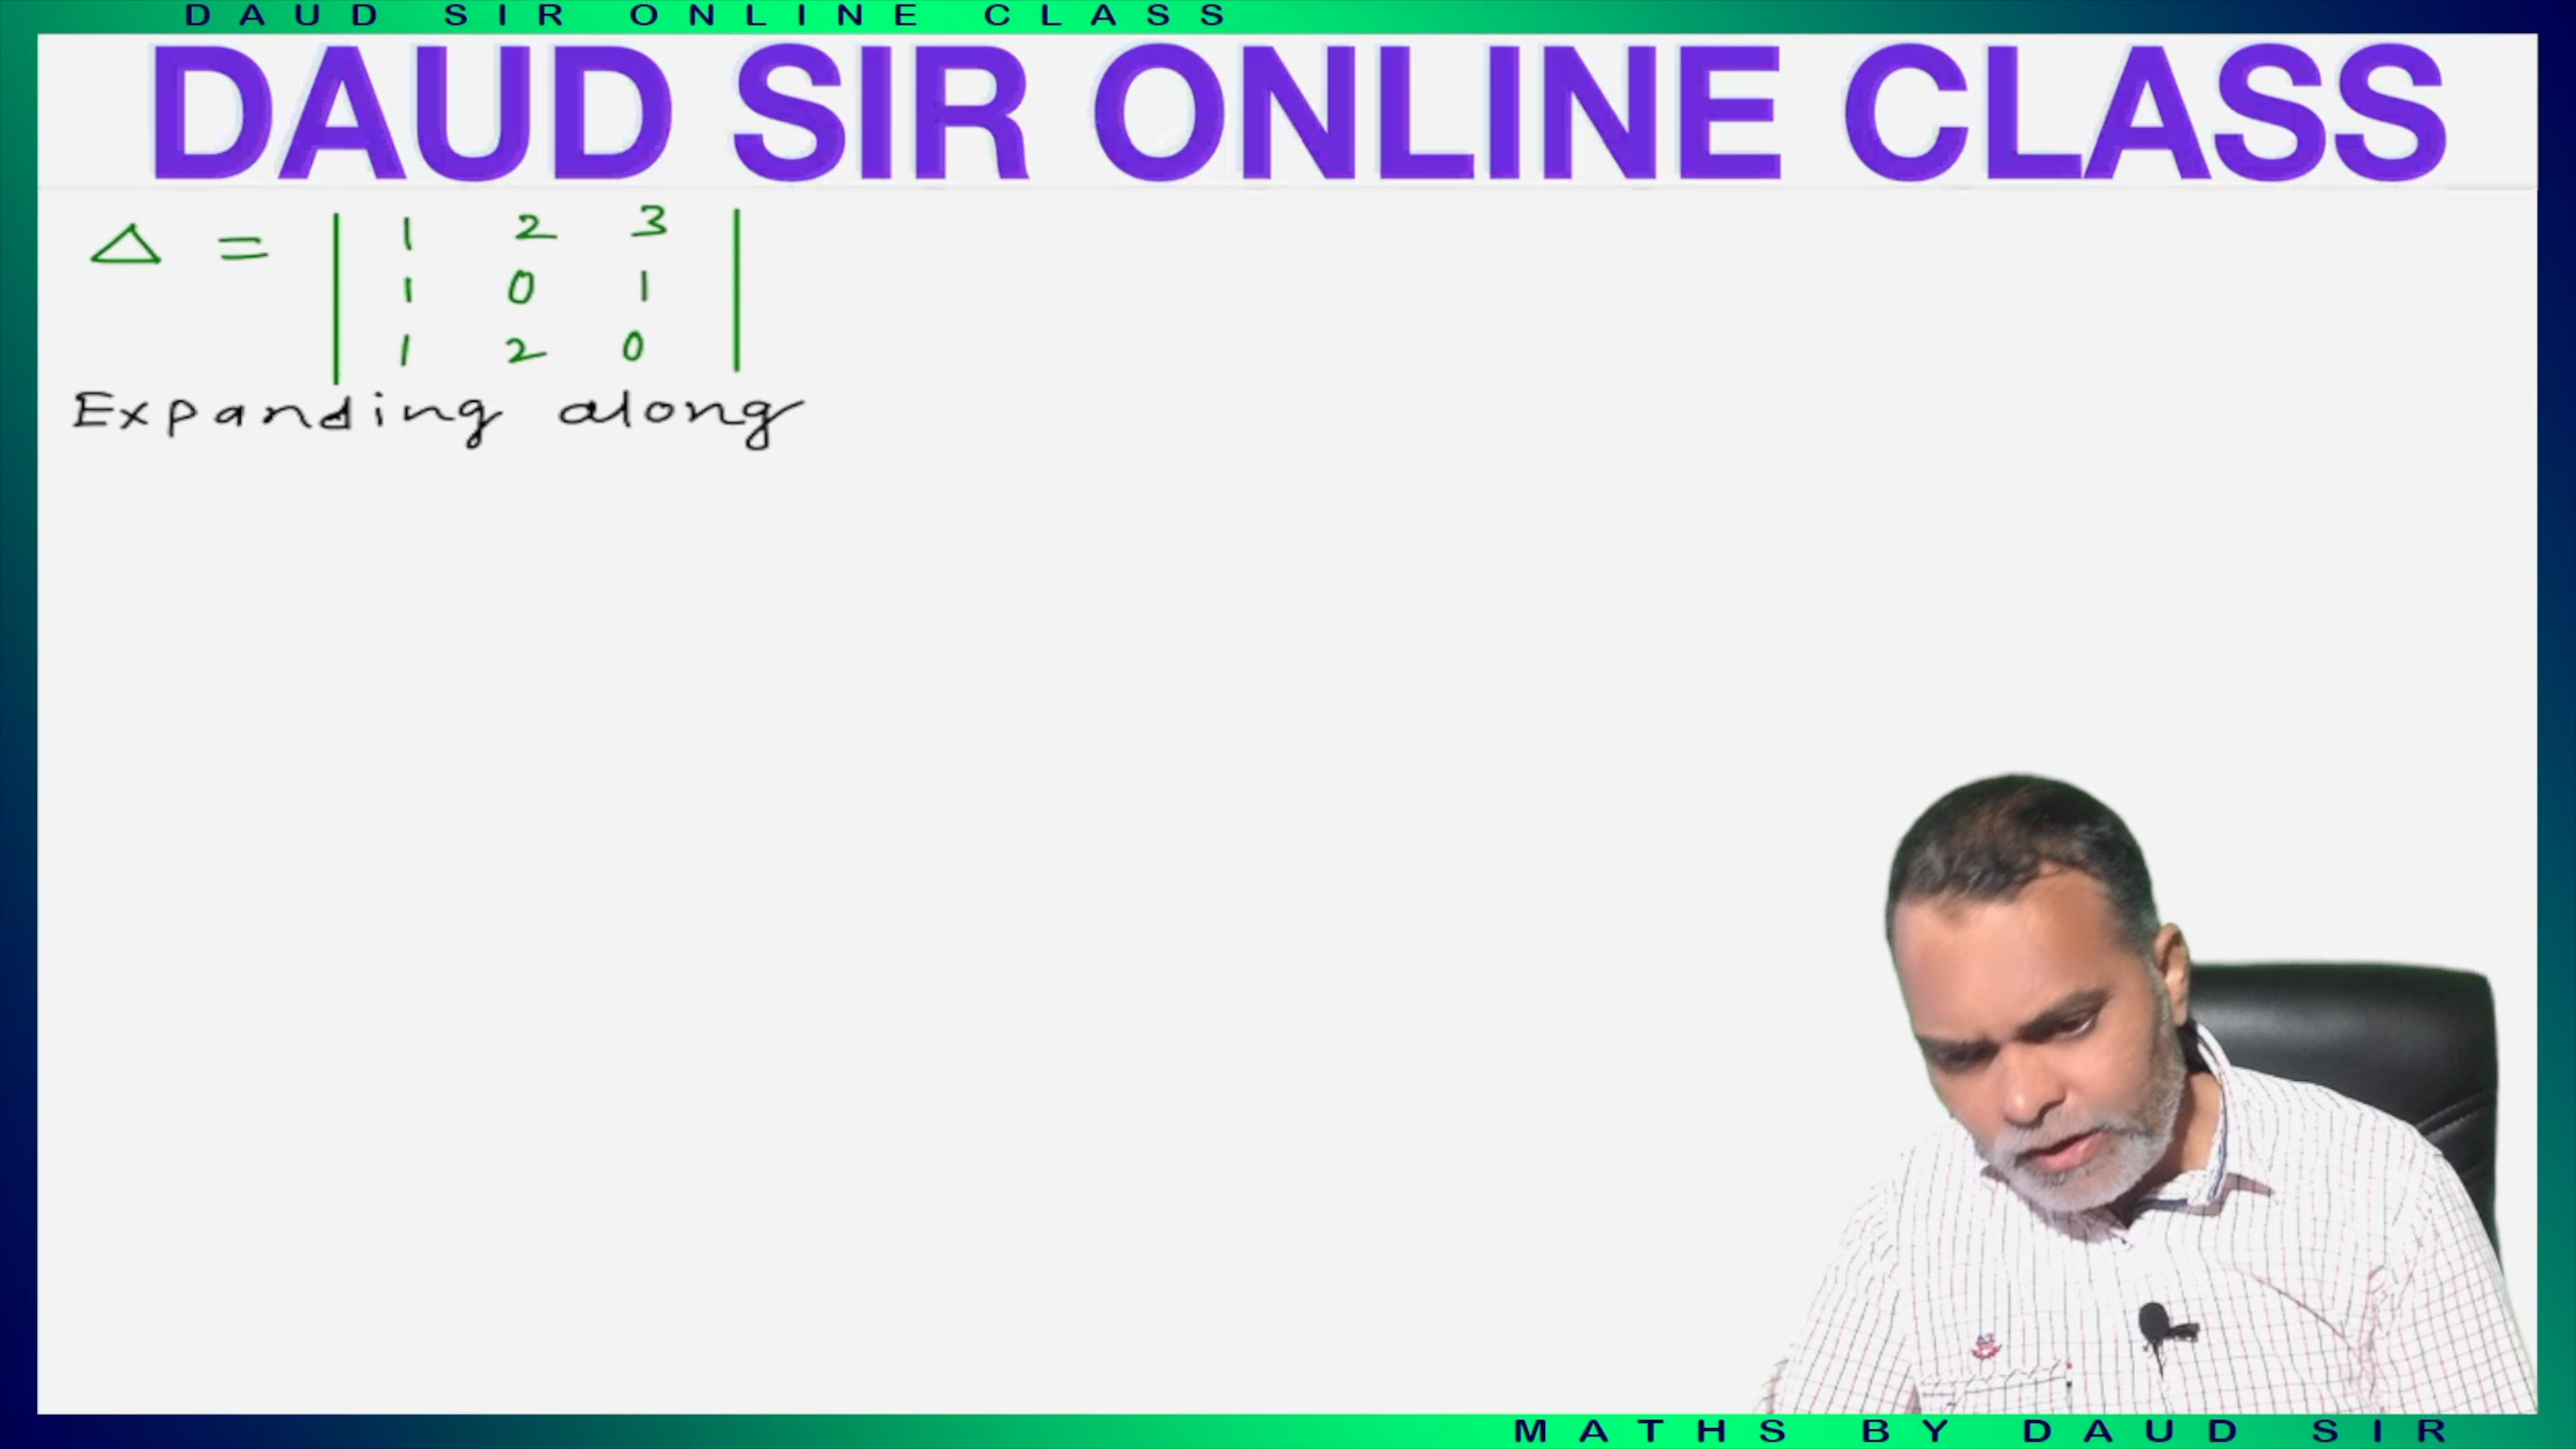 DAUD SIR ONLINE CLASS
DAUD SIR ONLINE CLASS
Δ = | 1 2 3 |
| 1 0 1 |
| 1 2 0 |
Expanding along
MATHS BY DAUD SIR